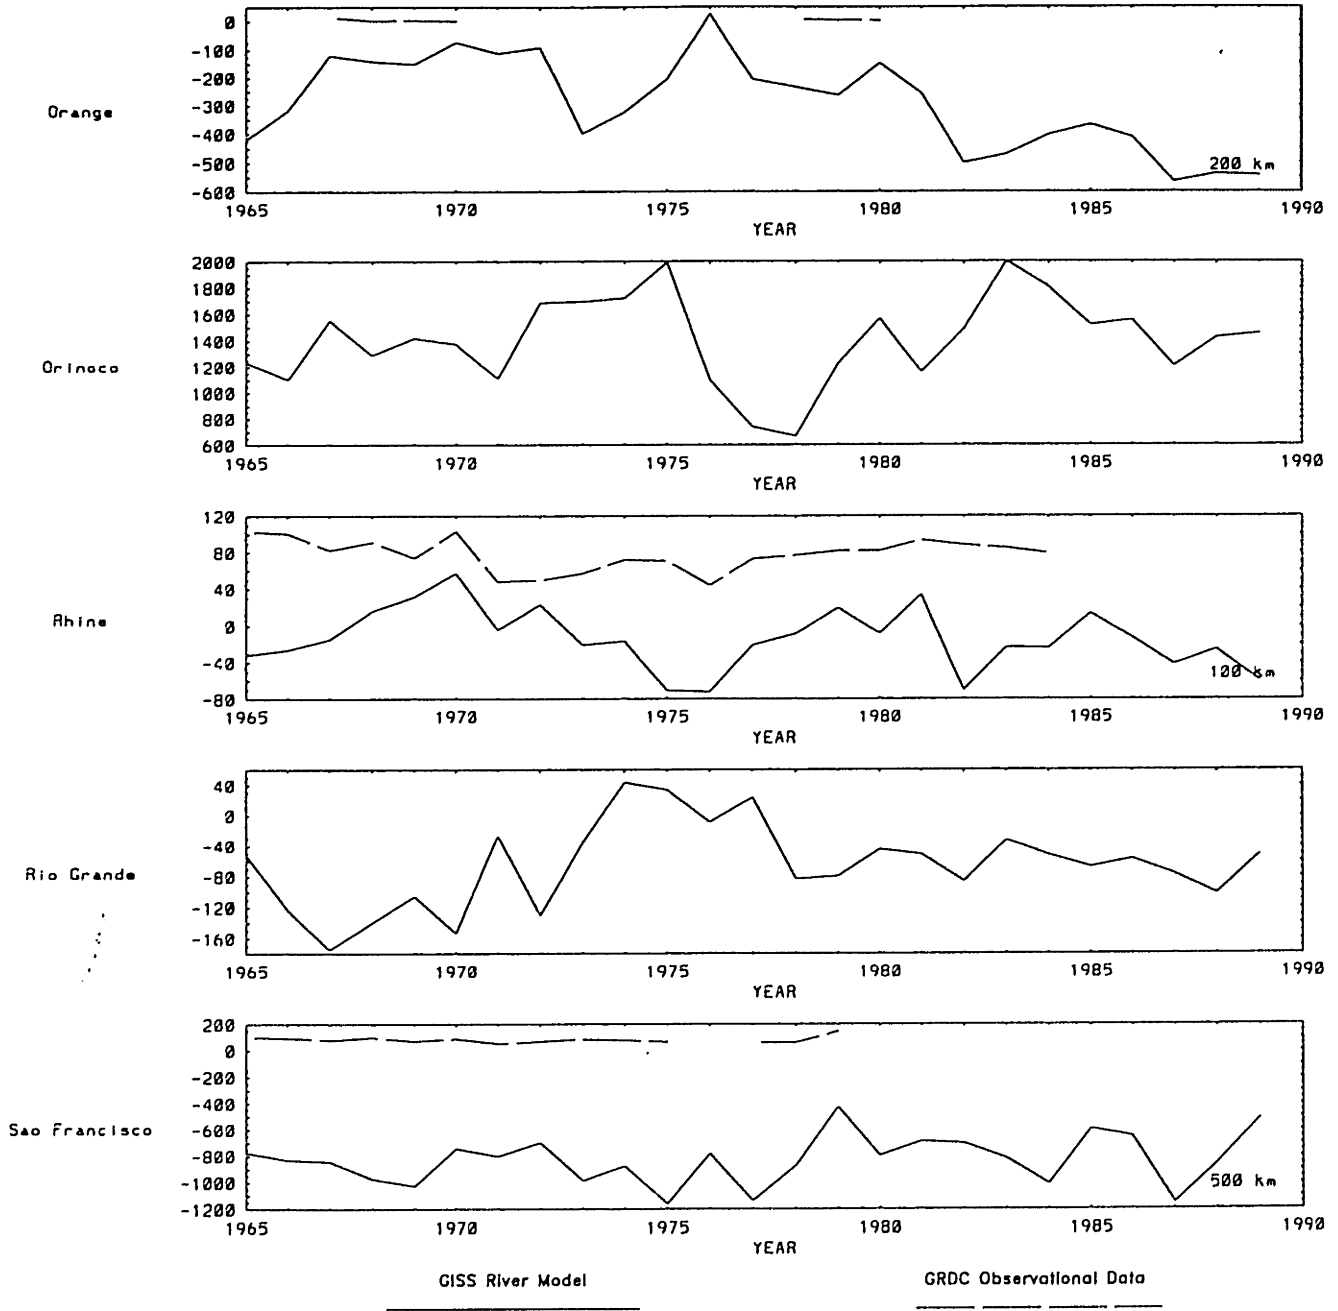 0
-100
-200
-300
-400
-500
-600
Orange
200 km
1965 1970 1975 1980 1985 1990
YEAR
2000
1800
1600
1400
1200
1000
800
600
Orinoco
1965 1970 1975 1980 1985 1990
YEAR
120
80
40
0
-40
-80
Rhine
100 km
1965 1970 1975 1980 1985 1990
YEAR
40
0
-40
-80
-120
-160
Rio Grande
1965 1970 1975 1980 1985 1990
YEAR
200
0
-200
-400
-600
-800
-1000
-1200
Sao Francisco
500 km
1965 1970 1975 1980 1985 1990
YEAR
GISS River Model GRDC Observational Data